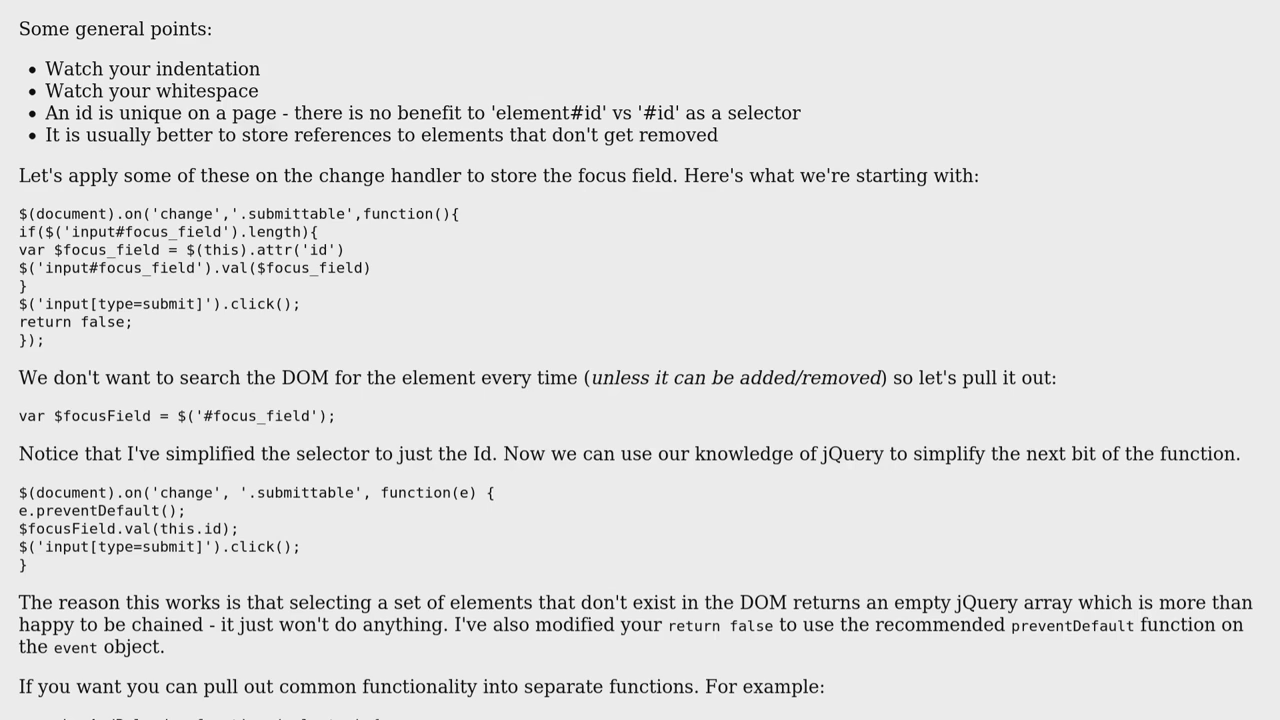 Some general points:
• Watch your indentation
• Watch your whitespace
• An id is unique on a page - there is no benefit to 'element#id' vs '#id' as a selector
• It is usually better to store references to elements that don't get removed
Let's apply some of these on the change handler to store the focus field. Here's what we're starting with:
$(document).on('change','.submittable',function(){
if($('input#focus_field').length){
var $focus_field = $(this).attr('id')
$('input#focus_field').val($focus_field)
}
$('input[type=submit]').click();
return false;
});
We don't want to search the DOM for the element every time (unless it can be added/removed) so let's pull it out:
var $focusField = $('#focus_field');
Notice that I've simplified the selector to just the Id. Now we can use our knowledge of jQuery to simplify the next bit of the function.
$(document).on('change', '.submittable', function(e) {
e.preventDefault();
$focusField.val(this.id);
$('input[type=submit]').click();
}
The reason this works is that selecting a set of elements that don't exist in the DOM returns an empty jQuery array which is more than
happy to be chained - it just won't do anything. I've also modified your return false to use the recommended preventDefault function on
the event object.
If you want you can pull out common functionality into separate functions. For example: